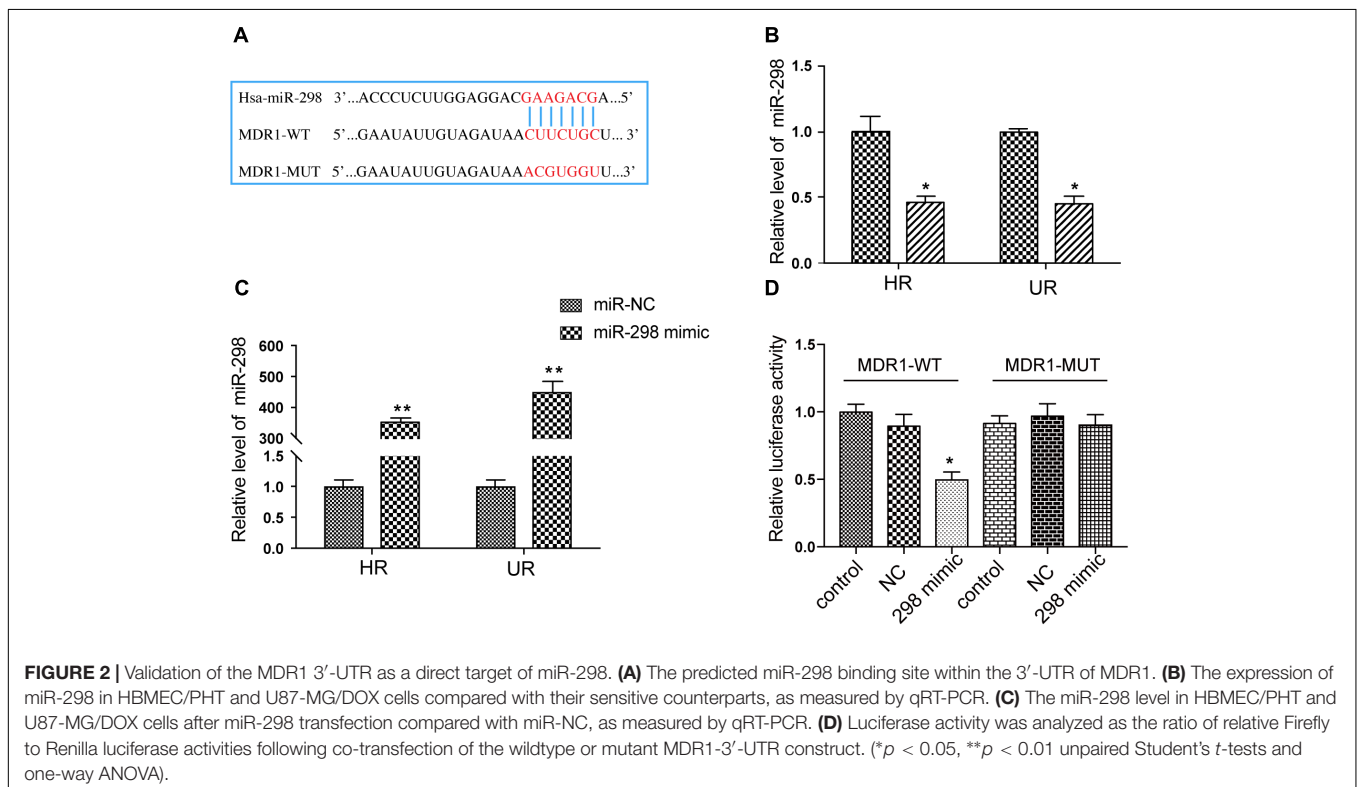 A
Hsa-miR-298 3’...ACCCUCUUGGAGGACGAAGACGA...5’
MDR1-WT 5’...GAAUAUUGUAGAUAACUUCUGCU... 3’
MDR1-MUT 5’...GAAUAUUGUAGAUAAACGUGGUU...3’
B
Relative level of miR-298
1.5
1.0
0.5
0.0
* *
HR UR
C
miR-NC
miR-298 mimic
Relative level of miR-298
600
500
400
300
1.5
1.0
0.5
0.0
** **
HR UR
D
Relative luciferase activity
1.5
1.0
0.5
0.0
MDR1-WT MDR1-MUT
*
control NC 298 mimic control NC 298 mimic
FIGURE 2 | Validation of the MDR1 3′-UTR as a direct target of miR-298. (A) The predicted miR-298 binding site within the 3′-UTR of MDR1. (B) The expression of
miR-298 in HBMEC/PHT and U87-MG/DOX cells compared with their sensitive counterparts, as measured by qRT-PCR. (C) The miR-298 level in HBMEC/PHT and
U87-MG/DOX cells after miR-298 transfection compared with miR-NC, as measured by qRT-PCR. (D) Luciferase activity was analyzed as the ratio of relative Firefly
to Renilla luciferase activities following co-transfection of the wildtype or mutant MDR1-3′-UTR construct. (*p < 0.05, **p < 0.01 unpaired Student’s t-tests and
one-way ANOVA).